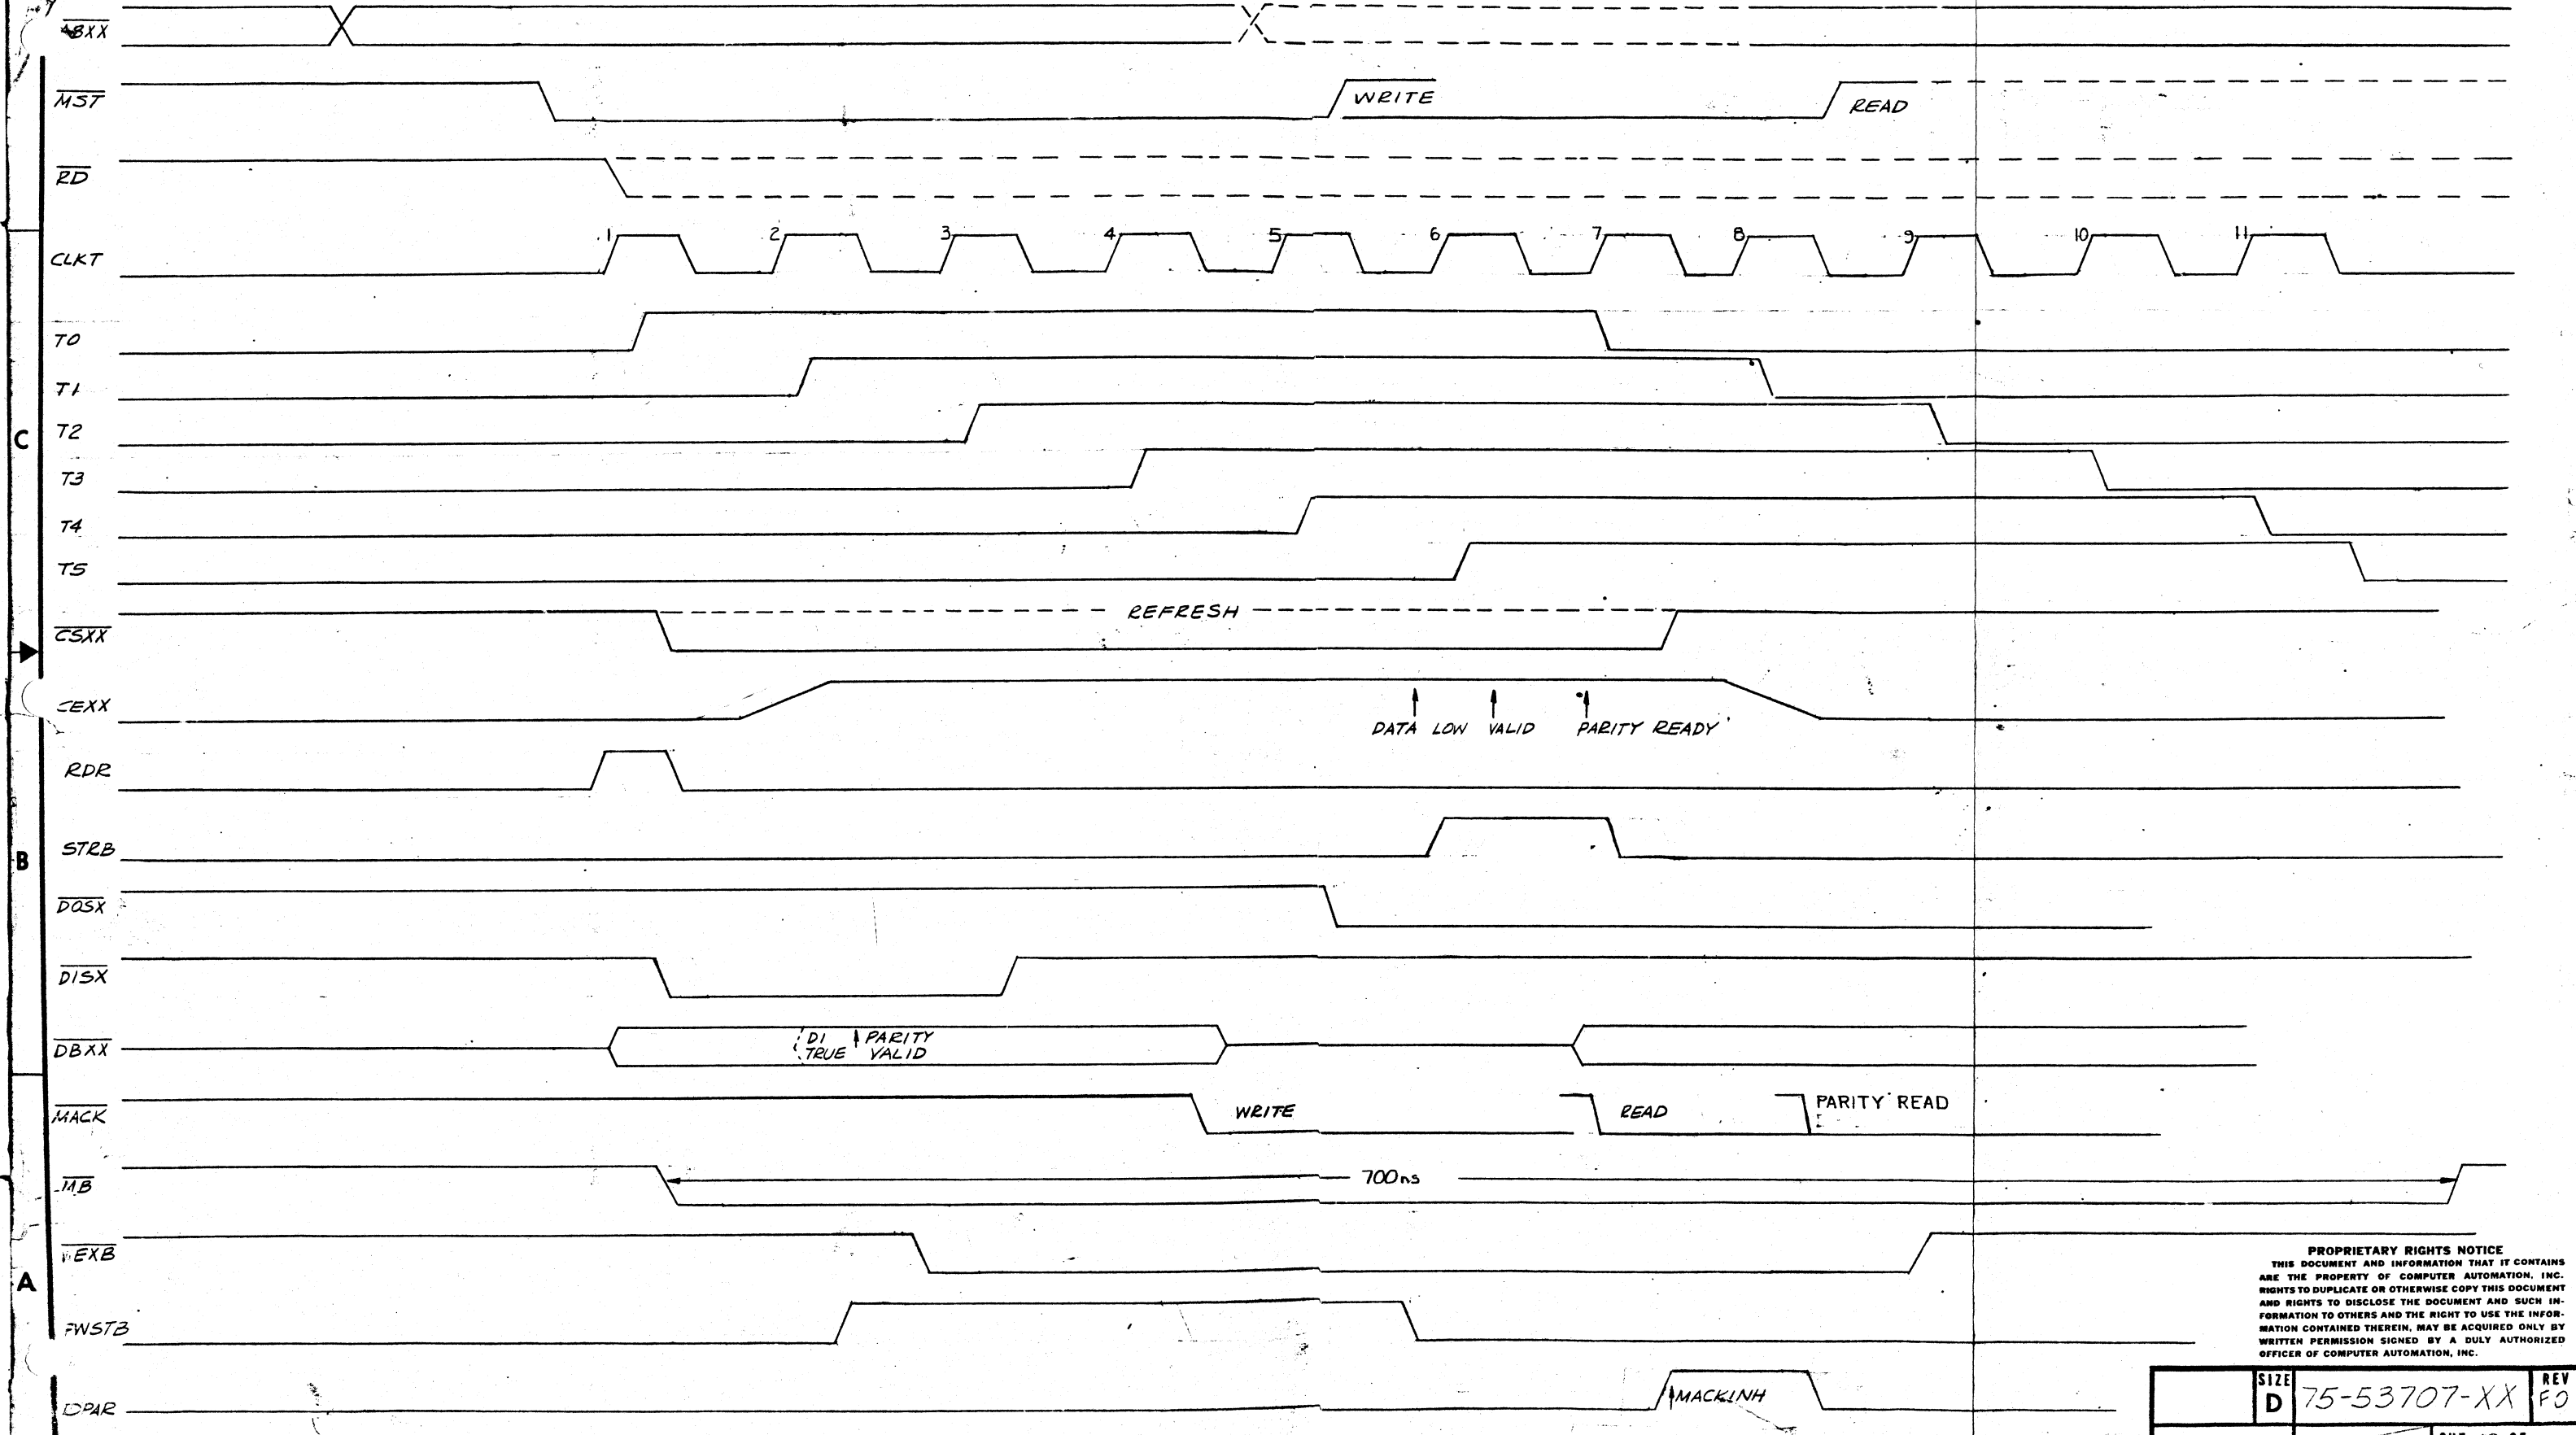 BXX
MST
WRITE
READ
RD
CLKT
1 2 3 4 5 6 7 8 9 10 11
T0
T1
C
T2
T3
T4
T5
REFRESH
CSXX
CEXX
DATA LOW VALID PARITY READY
RDR
B
STRB
DOSX
DISX
DBXX
DI TRUE
PARITY VALID
MACK
WRITE
READ
PARITY READ
MB
700ns
EXB
A
WSTB
DPAR
MACKINH
PROPRIETARY RIGHTS NOTICE
THIS DOCUMENT AND INFORMATION THAT IT CONTAINS
ARE THE PROPERTY OF COMPUTER AUTOMATION, INC.
RIGHTS TO DUPLICATE OR OTHERWISE COPY THIS DOCUMENT
AND RIGHTS TO DISCLOSE THE DOCUMENT AND SUCH IN-
FORMATION TO OTHERS AND THE RIGHT TO USE THE INFOR-
MATION CONTAINED THEREIN, MAY BE ACQUIRED ONLY BY
WRITTEN PERMISSION SIGNED BY A DULY AUTHORIZED
OFFICER OF COMPUTER AUTOMATION, INC.
SIZE
D
75-53707-XX
REV